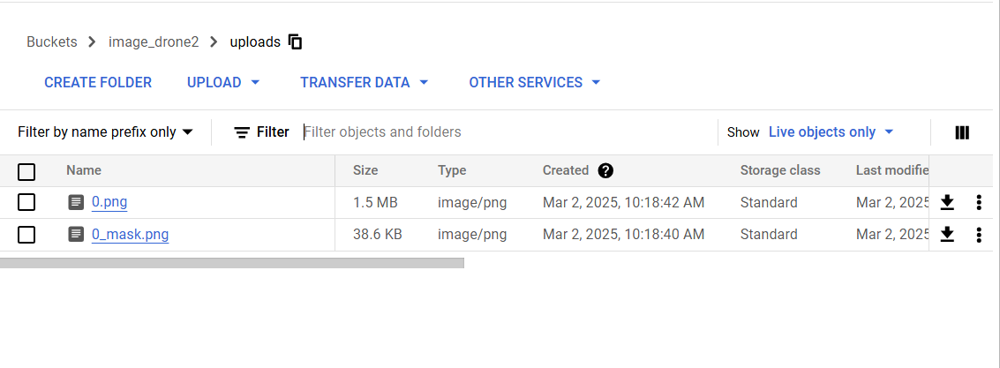 Buckets > image_drone2 > uploads
CREATE FOLDER UPLOAD TRANSFER DATA OTHER SERVICES
Filter by name prefix only Filter Filter objects and folders Show Live objects only
Name Size Type Created ? Storage class Last modifie
0.png 1.5 MB image/png Mar 2, 2025, 10:18:42 AM Standard Mar 2, 2025
0_mask.png 38.6 KB image/png Mar 2, 2025, 10:18:40 AM Standard Mar 2, 2025